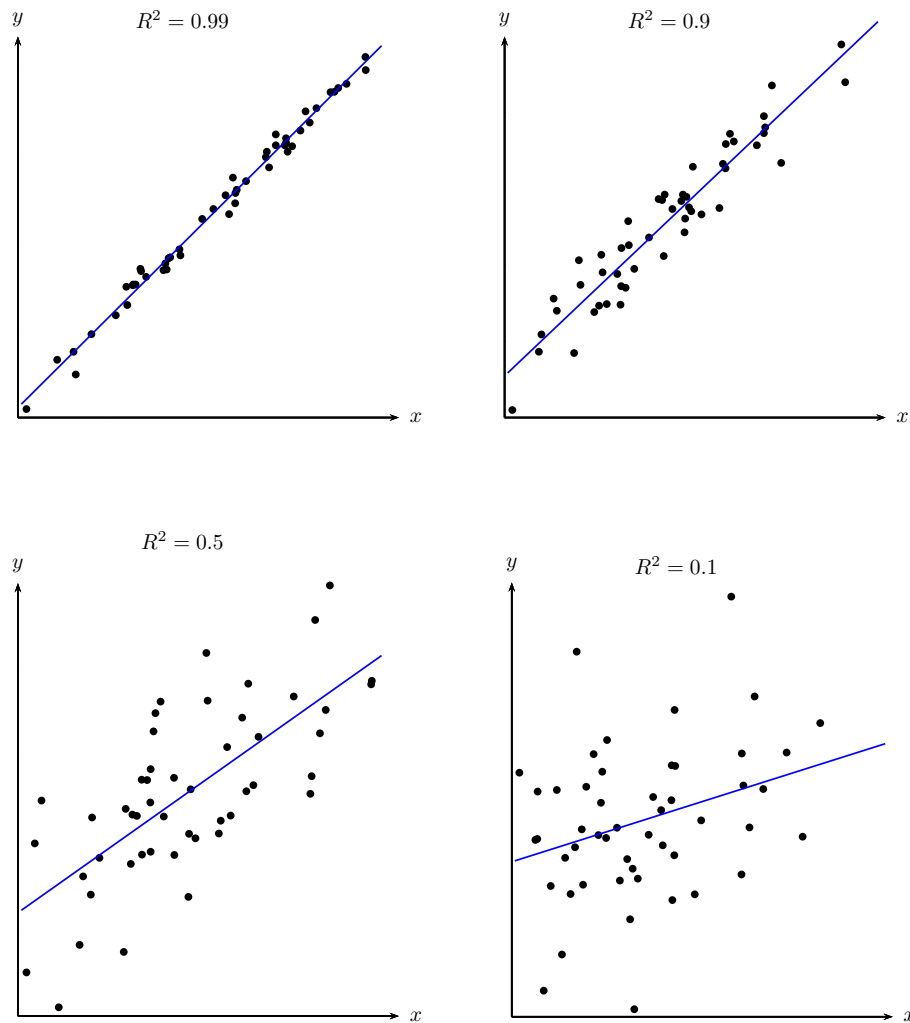 R² = 0.99
y
x
R² = 0.9
y
x
R² = 0.5
y
x
R² = 0.1
y
x